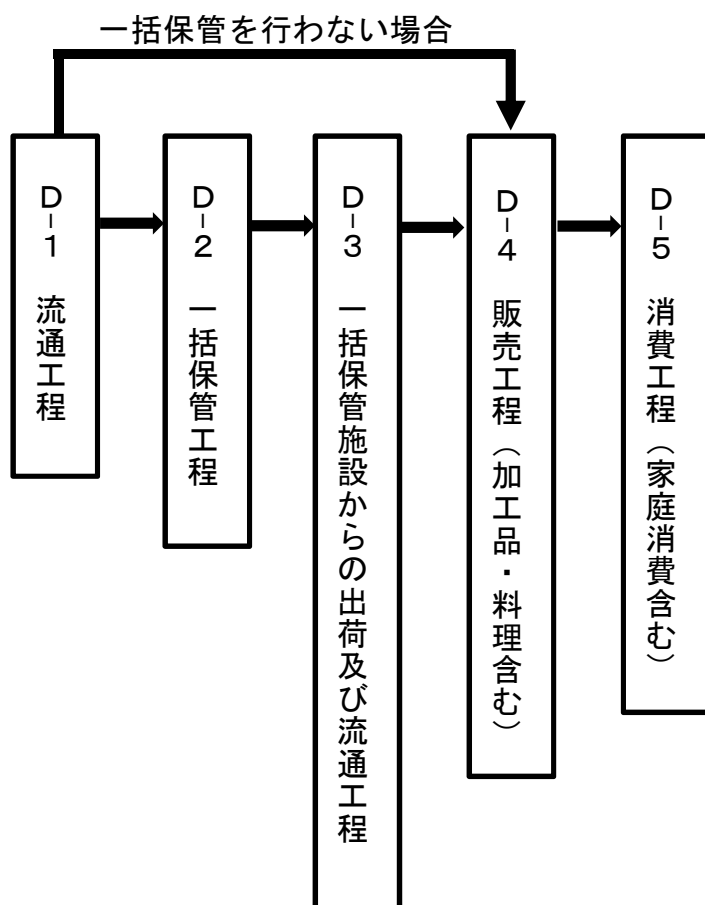 一括保管を行わない場合
D-1 流通工程
D-2 一括保管工程
D-3 一括保管施設からの出荷及び流通工程
D-4 販売工程（加工品・料理含む）
D-5 消費工程（家庭消費含む）